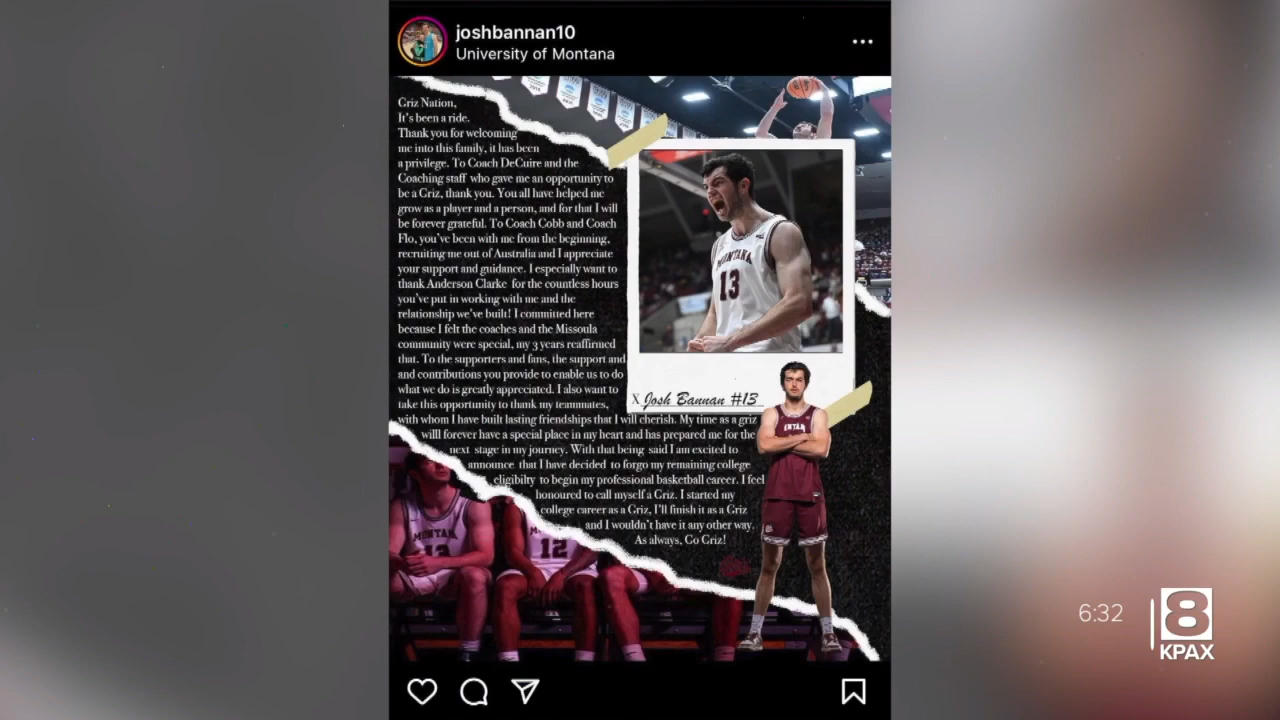 joshbannan10
University of Montana
Griz Nation,
It's been a ride.
Thank you for welcoming
me into this family, it has been
a privilege. To Coach DeCuire and the
Coaching staff who gave me an opportunity to
be a Griz, thank you. You all have helped me
grow as a player and a person, and for that I will
be forever grateful. To Coach Cobb and Coach
Flo, you've been with me from the beginning,
recruiting me out of Australia and I appreciate
your support and guidance. I especially want to
thank Anderson Clarke for the countless hours
you've put in working with me and the
relationship we've built! I committed here
because I felt the coaches and the Missoula
community were special, my 3 years reaffirmed
that. To the supporters and fans, the support and
and contributions you provide to enable us to do
what we do is greatly appreciated. I also want to
take this opportunity to thank my teammates,
with whom I have built lasting friendships that I will cherish. My time as a griz
willl forever have a special place in my heart and has prepared me for the
next stage in my journey. With that being said I am excited to
announce that I have decided to forgo my remaining college
eligibilty to begin my professional basketball career. I feel
honoured to call myself a Griz. I started my
college career as a Griz, I'll finish it as a Griz
and I wouldn't have it any other way.
As always, Go Griz!
MONTANA
13
X Josh Bannan #13
MONTANA
13
12
6:32
8
KPAX